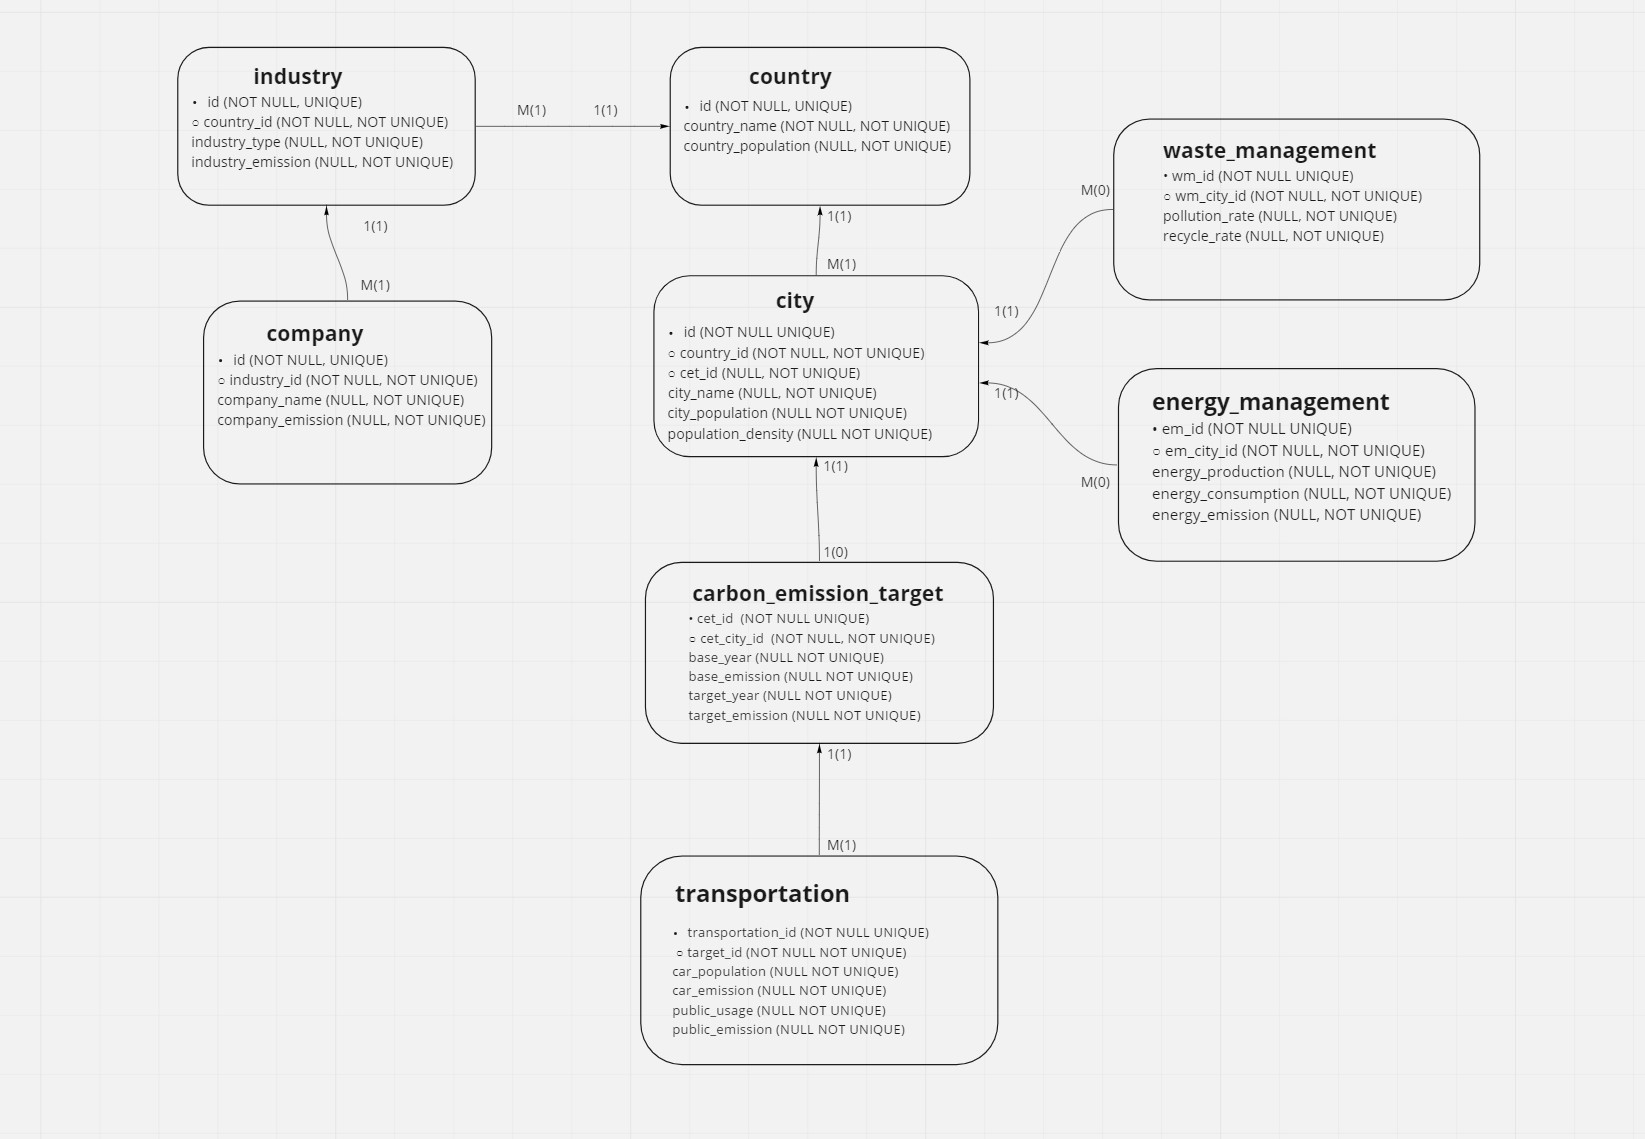 industry
• id (NOT NULL, UNIQUE)
○ country_id (NOT NULL, NOT UNIQUE)
industry_type (NULL, NOT UNIQUE)
industry_emission (NULL, NOT UNIQUE)
M(1)
1(1)
country
• id (NOT NULL, UNIQUE)
country_name (NOT NULL, NOT UNIQUE)
country_population (NULL, NOT UNIQUE)
waste_management
• wm_id (NOT NULL UNIQUE)
○ wm_city_id (NOT NULL, NOT UNIQUE)
pollution_rate (NULL, NOT UNIQUE)
recycle_rate (NULL, NOT UNIQUE)
M(0)
1(1)
1(1)
M(1)
1(1)
M(1)
company
• id (NOT NULL, UNIQUE)
○ industry_id (NOT NULL, NOT UNIQUE)
company_name (NULL, NOT UNIQUE)
company_emission (NULL, NOT UNIQUE)
city
• id (NOT NULL UNIQUE)
○ country_id (NOT NULL, NOT UNIQUE)
○ cet_id (NULL, NOT UNIQUE)
city_name (NULL, NOT UNIQUE)
city_population (NULL NOT UNIQUE)
population_density (NULL NOT UNIQUE)
1(1)
M(0)
energy_management
• em_id (NOT NULL UNIQUE)
○ em_city_id (NOT NULL, NOT UNIQUE)
energy_production (NULL, NOT UNIQUE)
energy_consumption (NULL, NOT UNIQUE)
energy_emission (NULL, NOT UNIQUE)
1(1)
1(0)
carbon_emission_target
• cet_id (NOT NULL UNIQUE)
○ cet_city_id (NOT NULL, NOT UNIQUE)
base_year (NULL NOT UNIQUE)
base_emission (NULL NOT UNIQUE)
target_year (NULL NOT UNIQUE)
target_emission (NULL NOT UNIQUE)
1(1)
M(1)
transportation
• transportation_id (NOT NULL UNIQUE)
○ target_id (NOT NULL NOT UNIQUE)
car_population (NULL NOT UNIQUE)
car_emission (NULL NOT UNIQUE)
public_usage (NULL NOT UNIQUE)
public_emission (NULL NOT UNIQUE)